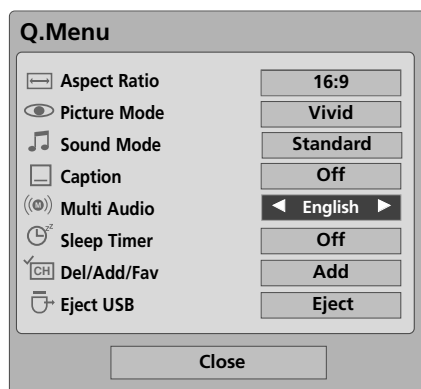 Q.Menu
Aspect Ratio 16:9
Picture Mode Vivid
Sound Mode Standard
Caption Off
Multi Audio ◀ English ▶
Sleep Timer Off
Del/Add/Fav Add
Eject USB Eject
Close